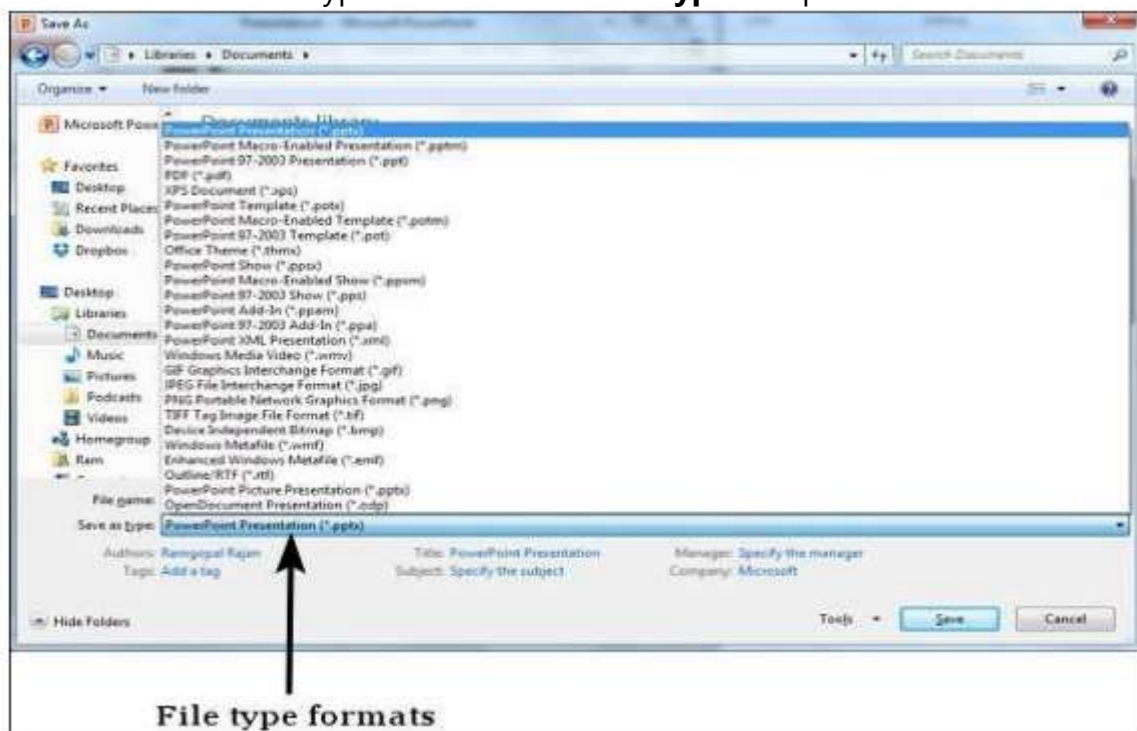 Save As
Libraries Documents
Search Documents
Organize New folder
Microsoft Powe
Documents library
PowerPoint Presentation (*.pptx)
PowerPoint Macro-Enabled Presentation (*.pptm)
PowerPoint 97-2003 Presentation (*.ppt)
PDF (*.pdf)
XPS Document (*.xps)
PowerPoint Template (*.potx)
PowerPoint Macro-Enabled Template (*.potm)
PowerPoint 97-2003 Template (*.pot)
Office Theme (*.thmx)
PowerPoint Show (*.ppsx)
PowerPoint Macro-Enabled Show (*.ppsm)
PowerPoint 97-2003 Show (*.pps)
PowerPoint Add-In (*.ppam)
PowerPoint 97-2003 Add-In (*.ppa)
PowerPoint XML Presentation (*.xml)
Windows Media Video (*.wmv)
GIF Graphics Interchange Format (*.gif)
JPEG File Interchange Format (*.jpg)
PNG Portable Network Graphics Format (*.png)
TIFF Tag Image File Format (*.tif)
Device Independent Bitmap (*.bmp)
Windows Metafile (*.wmf)
Enhanced Windows Metafile (*.emf)
Outline/RTF (*.rtf)
PowerPoint Picture Presentation (*.pptx)
OpenDocument Presentation (*.odp)
Favorites
Desktop
Recent Places
Downloads
Dropbox
Desktop
Libraries
Documents
Music
Pictures
Podcasts
Videos
Homegroup
Ram
File name:
Save as type: PowerPoint Presentation (*.pptx)
Authors: Ramgopal Rajan Title: PowerPoint Presentation Manager: Specify the manager
Tags: Add a tag Subject: Specify the subject Company: Microsoft
Hide Folders Tools Save Cancel
File type formats